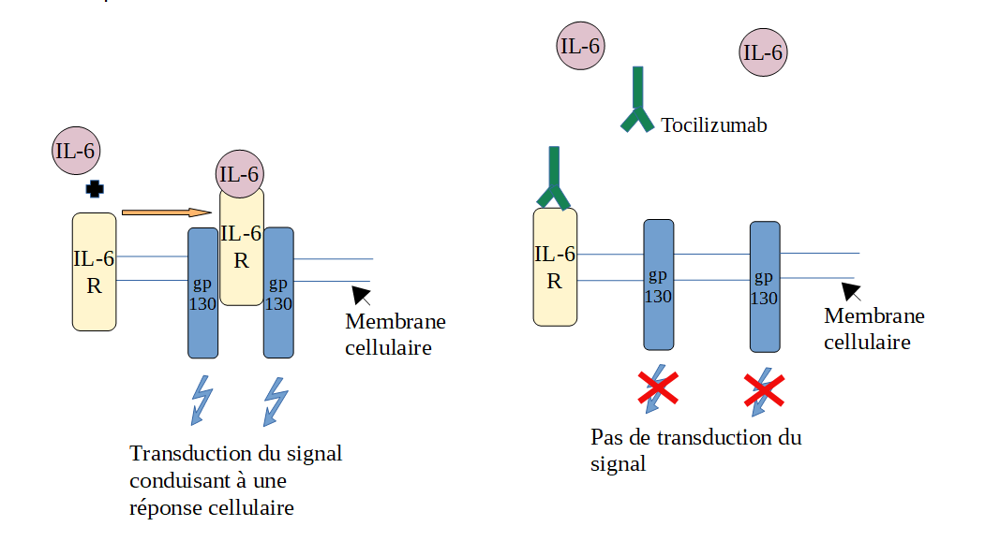 IL-6
IL-6
IL-6
R
IL-6
R
gp
130
gp
130
Membrane
cellulaire
Transduction du signal
conduisant à une
réponse cellulaire
IL-6
IL-6
Tocilizumab
IL-6
R
gp
130
gp
130
Membrane
cellulaire
Pas de transduction du
signal